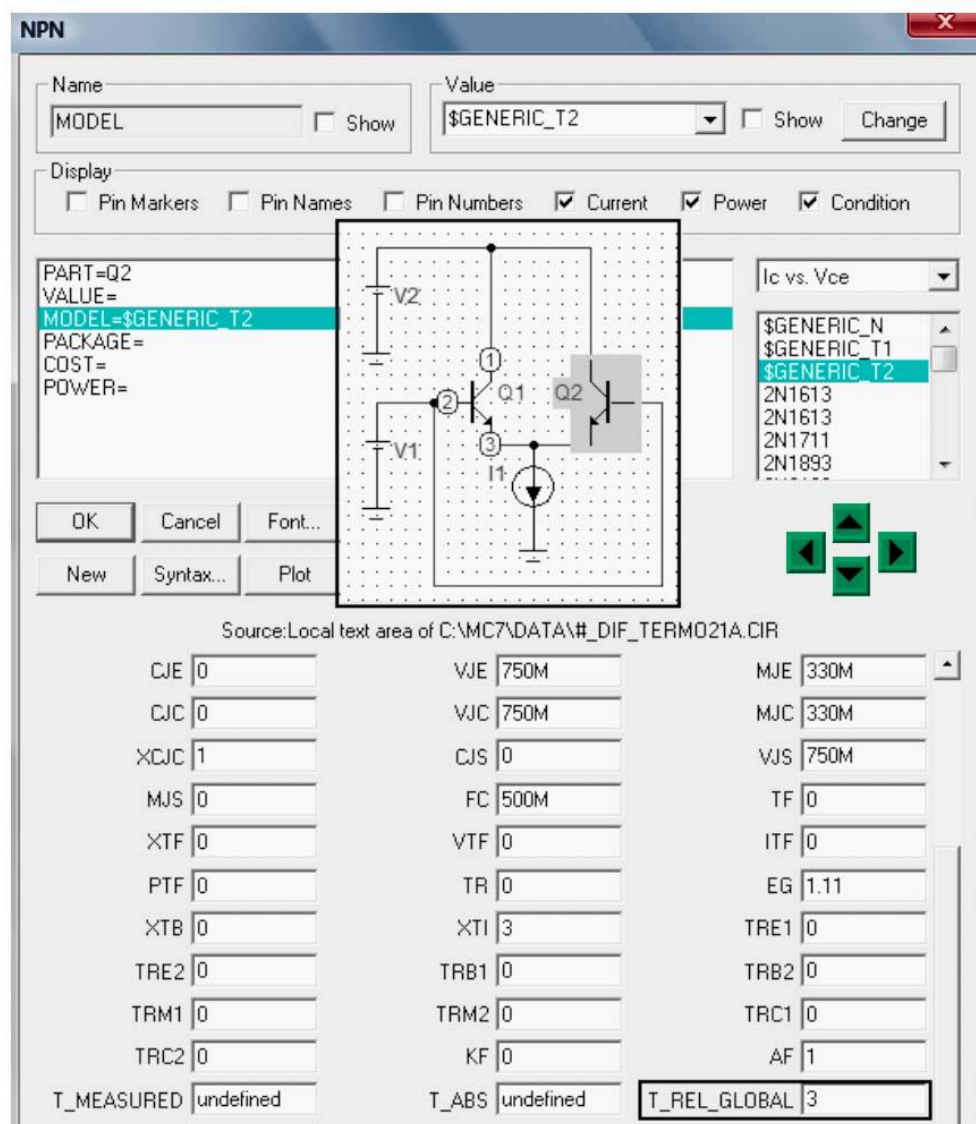 NPN
Name
MODEL
Show
Value
$GENERIC_T2
Show
Change
Display
Pin Markers
Pin Names
Pin Numbers
Current
Power
Condition
PART=Q2
VALUE=
MODEL=$GENERIC_T2
PACKAGE=
COST=
POWER=
V2
1
2
Q1
Q2
V1
3
I1
Ic vs. Vce
$GENERIC_N
$GENERIC_T1
$GENERIC_T2
2N1613
2N1613
2N1711
2N1893
OK
Cancel
Font...
New
Syntax...
Plot
Source:Local text area of C:\MC7\DATA\#_DIF_TERMO21A.CIR
CJE 0 VJE 750M MJE 330M
CJC 0 VJC 750M MJC 330M
XCJC 1 CJS 0 VJS 750M
MJS 0 FC 500M TF 0
XTF 0 VTF 0 ITF 0
PTF 0 TR 0 EG 1.11
XTB 0 XTI 3 TRE1 0
TRE2 0 TRB1 0 TRB2 0
TRM1 0 TRM2 0 TRC1 0
TRC2 0 KF 0 AF 1
T_MEASURED undefined T_ABS undefined T_REL_GLOBAL 3